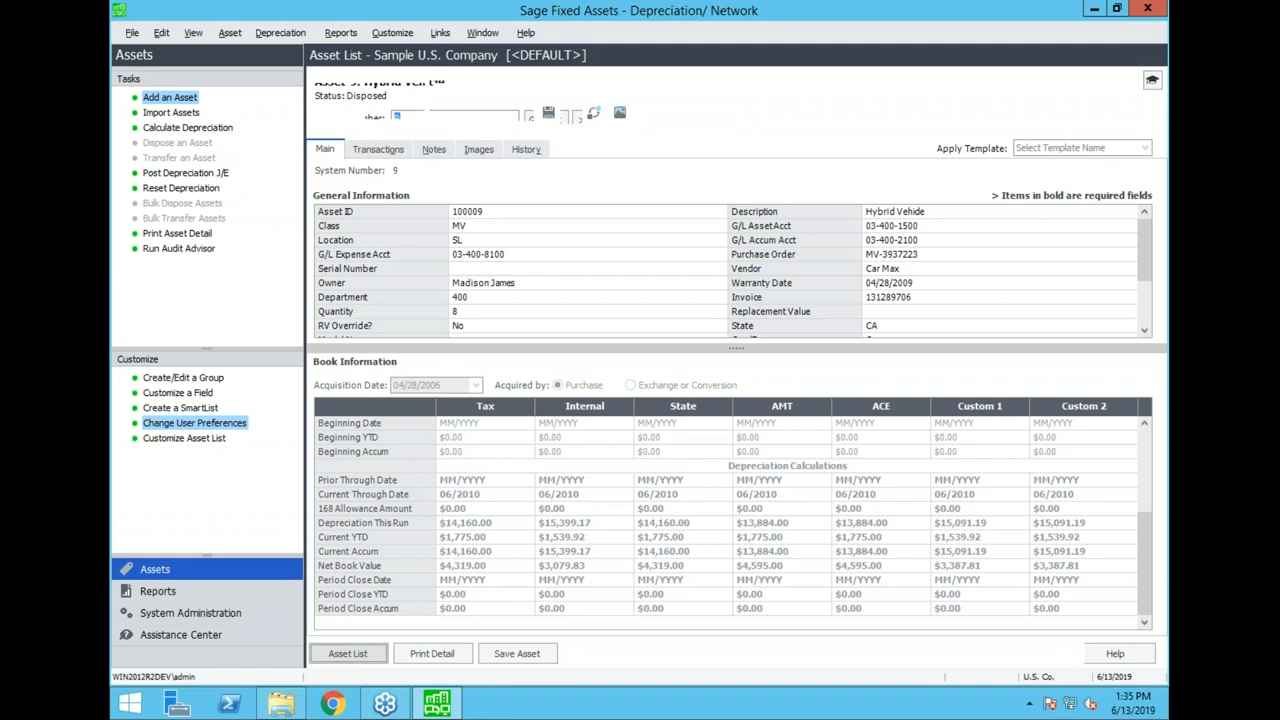 Sage Fixed Assets - Depreciation/ Network
File Edit View Asset Depreciation Reports Customize Links Window Help
Assets
Asset List - Sample U.S. Company [<DEFAULT>]
Tasks
Add an Asset
Import Assets
Calculate Depreciation
Dispose an Asset
Transfer an Asset
Post Depreciation J/E
Reset Depreciation
Bulk Dispose Assets
Bulk Transfer Assets
Print Asset Detail
Run Audit Advisor
Customize
Create/Edit a Group
Customize a Field
Create a SmartList
Change User Preferences
Customize Asset List
Assets
Reports
System Administration
Assistance Center
Status: Disposed
Main Transactions Notes Images History Apply Template: Select Template Name
System Number: 9
General Information > Items in bold are required fields
Asset ID 100009 Description Hybrid Vehicle
Class MV G/L Asset Acct 03-400-1500
Location SL G/L Accum Acct 03-400-2100
G/L Expense Acct 03-400-8100 Purchase Order MV-3937223
Serial Number Vendor Car Max
Owner Madison James Warranty Date 04/28/2009
Department 400 Invoice 131289706
Quantity 8 Replacement Value
RV Override? No State CA
Book Information
Acquisition Date: 04/28/2006 Acquired by: Purchase Exchange or Conversion
Tax Internal State AMT ACE Custom 1 Custom 2
Beginning Date MM/YYYY MM/YYYY MM/YYYY MM/YYYY MM/YYYY MM/YYYY MM/YYYY
Beginning YTD $0.00 $0.00 $0.00 $0.00 $0.00 $0.00 $0.00
Beginning Accum $0.00 $0.00 $0.00 $0.00 $0.00 $0.00 $0.00
Depreciation Calculations
Prior Through Date MM/YYYY MM/YYYY MM/YYYY MM/YYYY MM/YYYY MM/YYYY MM/YYYY
Current Through Date 06/2010 06/2010 06/2010 06/2010 06/2010 06/2010 06/2010
168 Allowance Amount $0.00 $0.00 $0.00 $0.00 $0.00 $0.00 $0.00
Depreciation This Run $14,160.00 $15,399.17 $14,160.00 $13,884.00 $13,884.00 $15,091.19 $15,091.19
Current YTD $1,775.00 $1,539.92 $1,775.00 $1,775.00 $1,775.00 $1,539.92 $1,539.92
Current Accum $14,160.00 $15,399.17 $14,160.00 $13,884.00 $13,884.00 $15,091.19 $15,091.19
Net Book Value $4,319.00 $3,079.83 $4,319.00 $4,595.00 $4,595.00 $3,387.81 $3,387.81
Period Close Date MM/YYYY MM/YYYY MM/YYYY MM/YYYY MM/YYYY MM/YYYY MM/YYYY
Period Close YTD $0.00 $0.00 $0.00 $0.00 $0.00 $0.00 $0.00
Period Close Accum $0.00 $0.00 $0.00 $0.00 $0.00 $0.00 $0.00
Asset List Print Detail Save Asset Help
WIN2012R2DEV\admin U.S. Co. 6/13/2019
1:35 PM
6/13/2019